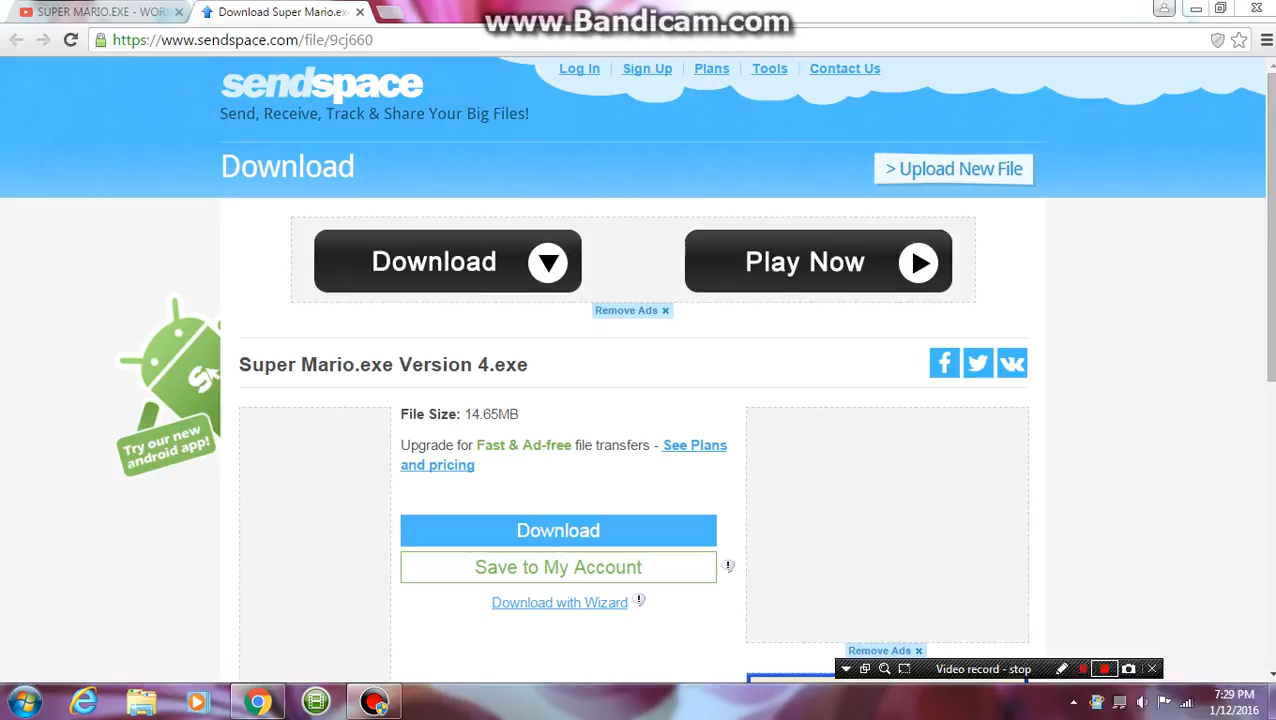 SUPER MARIO.EXE - WOR
Download Super Mario.ex
www.Bandicam.com
https://www.sendspace.com/file/9cj660
sendspace
Log In
Sign Up
Plans
Tools
Contact Us
Send, Receive, Track & Share Your Big Files!
Download
> Upload New File
Download
Play Now
Remove Ads x
Super Mario.exe Version 4.exe
File Size: 14.65MB
Upgrade for Fast & Ad-free file transfers - See Plans
and pricing
Try our new
android app!
Download
Save to My Account
Download with Wizard
Remove Ads x
Video record - stop
7:29 PM
1/12/2016